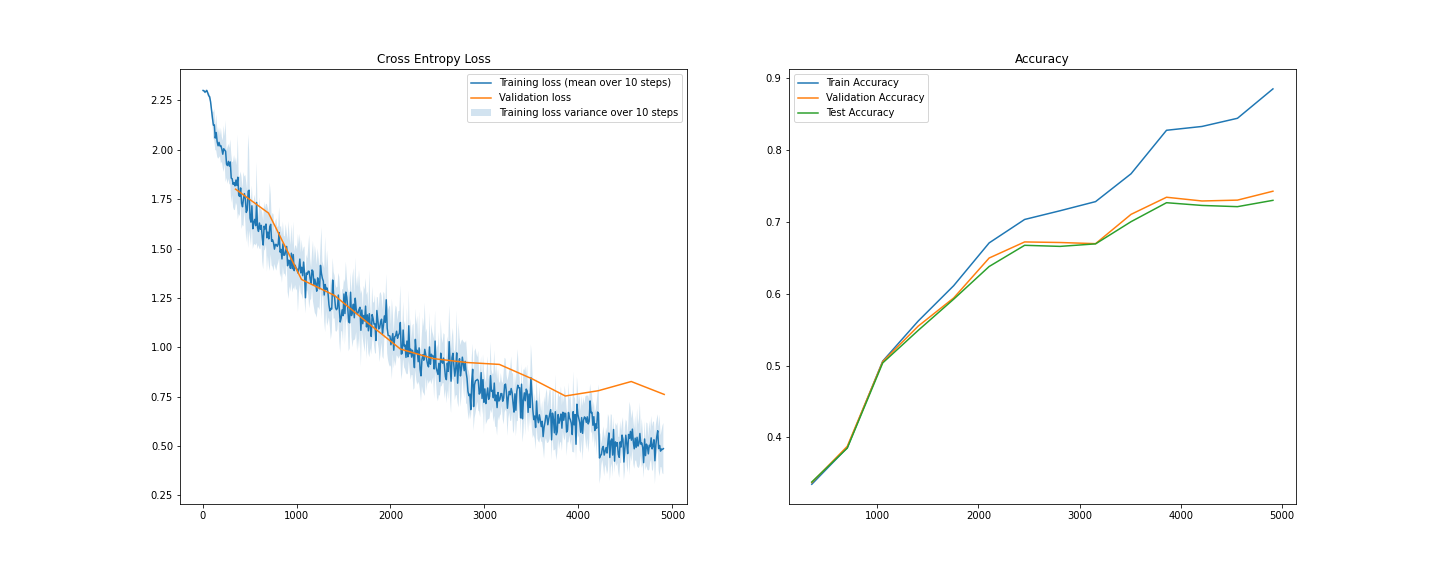 Cross Entropy Loss
Training loss (mean over 10 steps)
Validation loss
Training loss variance over 10 steps
2.25
2.00
1.75
1.50
1.25
1.00
0.75
0.50
0.25
0 1000 2000 3000 4000 5000
Accuracy
Train Accuracy
Validation Accuracy
Test Accuracy
0.9
0.8
0.7
0.6
0.5
0.4
1000 2000 3000 4000 5000